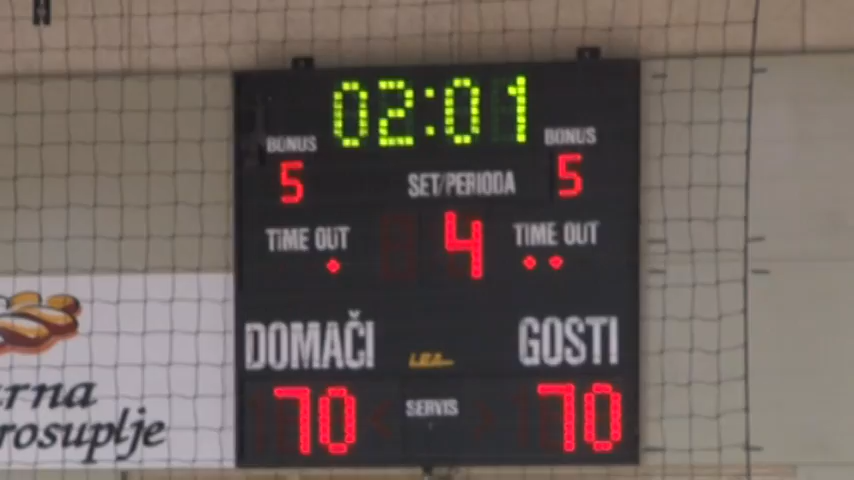 02:01
BONUS BONUS
5 SET/PERIODA 5
TIME OUT 4 TIME OUT
DOMAČI GOSTI
70 SERVIS 70
rna
rosuplje